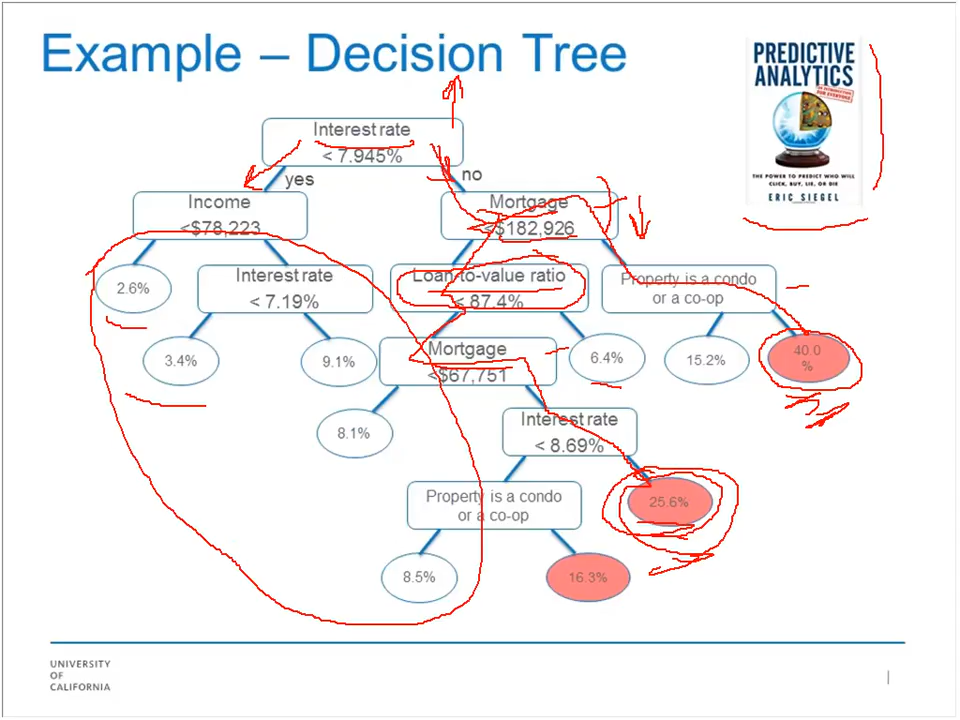 Example – Decision Tree
PREDICTIVE
ANALYTICS
THE POWER TO PREDICT WHO WILL
CLICK, BUY, LIE, OR DIE
ERIC SIEGEL
Interest rate
< 7.945%
yes
no
Income
<$78,223
Mortgage
<$182,926
2.6%
Interest rate
< 7.19%
Loan-to-value ratio
< 87.4%
Property is a condo
or a co-op
3.4%
9.1%
Mortgage
<$67,751
6.4%
15.2%
40.0
%
8.1%
Interest rate
< 8.69%
Property is a condo
or a co-op
25.6%
8.5%
16.3%
UNIVERSITY
OF
CALIFORNIA